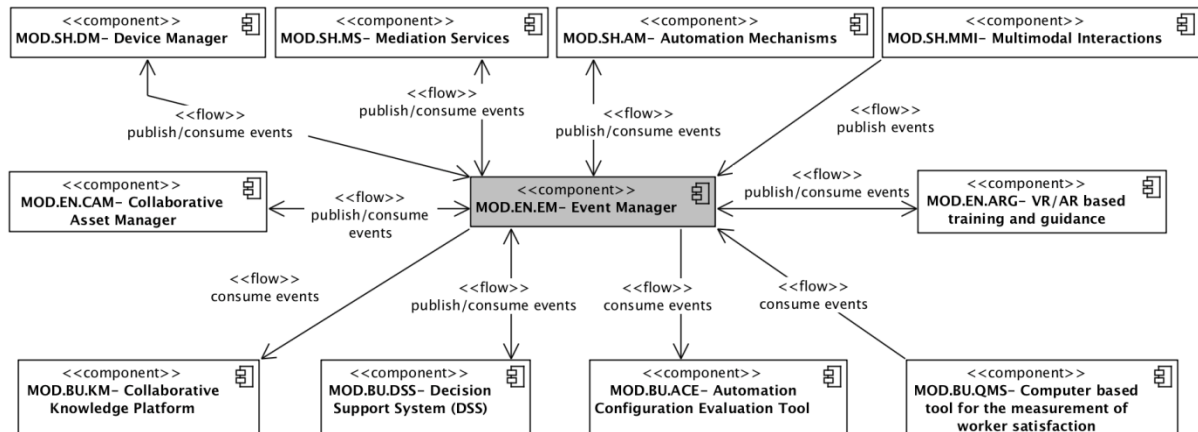 <<component>>
MOD.SH.DM– Device Manager
<<component>>
MOD.SH.MS– Mediation Services
<<component>>
MOD.SH.AM– Automation Mechanisms
<<component>>
MOD.SH.MMI– Multimodal Interactions
<<flow>>
publish/consume events
<<flow>>
publish/consume events
<<flow>>
publish/consume events
<<flow>>
publish events
<<component>>
MOD.EN.CAM– Collaborative
Asset Manager
<<flow>>
publish/consume
events
<<component>>
MOD.EN.EM– Event Manager
<<flow>>
publish/consume events
<<component>>
MOD.EN.ARG– VR/AR based
training and guidance
<<flow>>
consume events
<<flow>>
publish/consume events
<<flow>>
consume events
<<flow>>
consume events
<<component>>
MOD.BU.KM– Collaborative
Knowledge Platform
<<component>>
MOD.BU.DSS– Decision
Support System (DSS)
<<component>>
MOD.BU.ACE– Automation
Configuration Evaluation Tool
<<component>>
MOD.BU.QMS– Computer based
tool for the measurement of
worker satisfaction